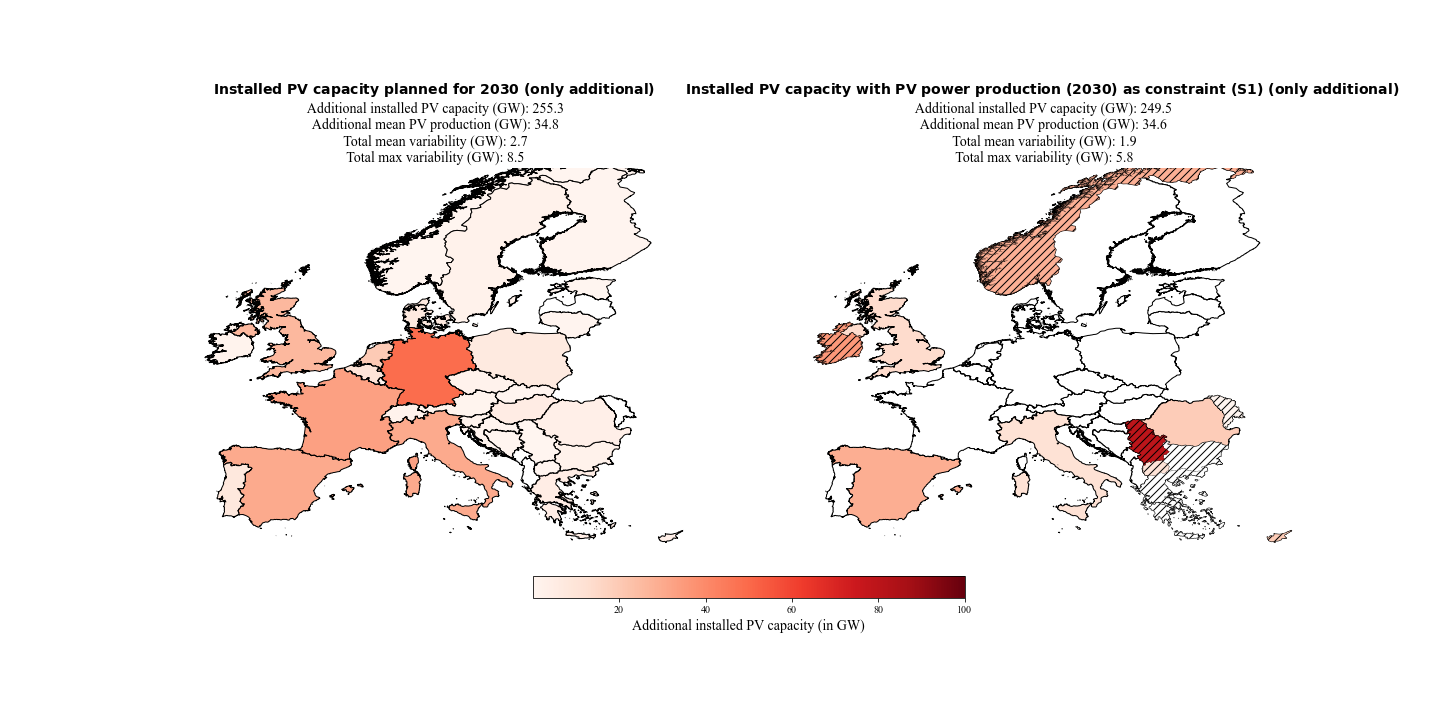 Installed PV capacity planned for 2030 (only additional)
Additional installed PV capacity (GW): 255.3
Additional mean PV production (GW): 34.8
Total mean variability (GW): 2.7
Total max variability (GW): 8.5
Installed PV capacity with PV power production (2030) as constraint (S1) (only additional)
Additional installed PV capacity (GW): 249.5
Additional mean PV production (GW): 34.6
Total mean variability (GW): 1.9
Total max variability (GW): 5.8
20 40 60 80 100
Additional installed PV capacity (in GW)